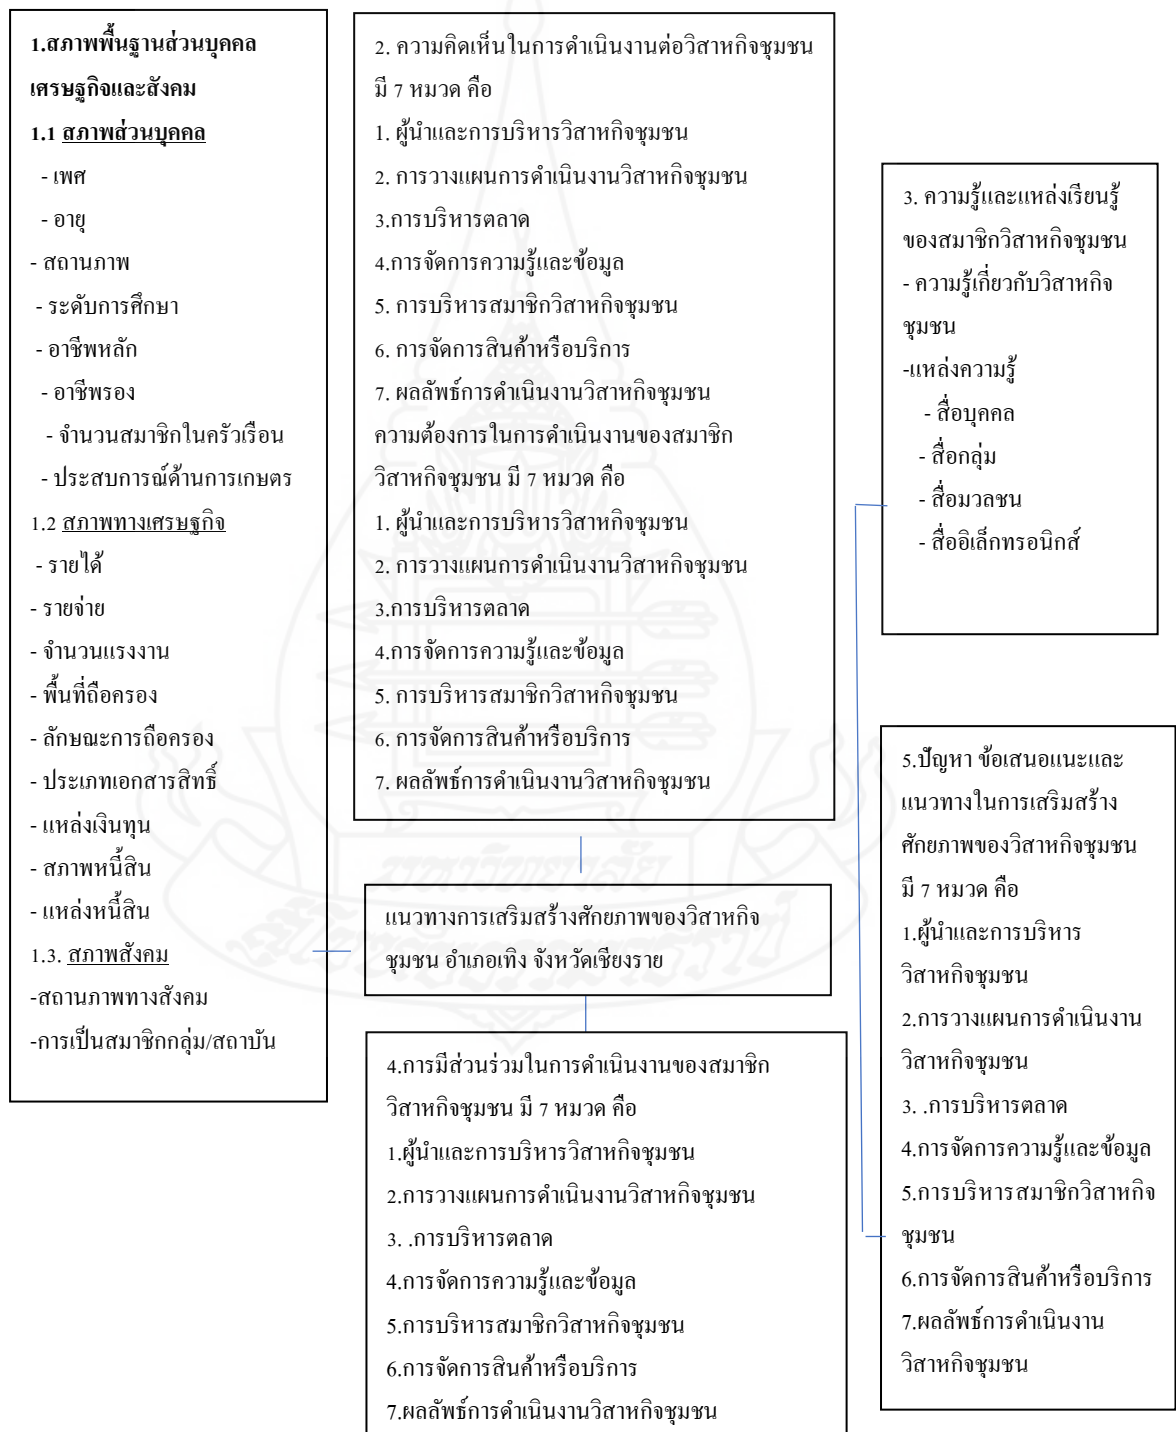 1.สภาพพื้นฐานส่วนบุคคล
เศรษฐกิจและสังคม
1.1 สภาพส่วนบุคคล
- เพศ
- อายุ
- สถานภาพ
- ระดับการศึกษา
- อาชีพหลัก
- อาชีพรอง
- จำนวนสมาชิกในครัวเรือน
- ประสบการณ์ด้านการเกษตร
1.2 สภาพทางเศรษฐกิจ
- รายได้
- รายจ่าย
- จำนวนแรงงาน
- พื้นที่ถือครอง
- ลักษณะการถือครอง
- ประเภทเอกสารสิทธิ์
- แหล่งเงินทุน
- สภาพหนี้สิน
- แหล่งหนี้สิน
1.3. สภาพสังคม
-สถานภาพทางสังคม
-การเป็นสมาชิกกลุ่ม/สถาบัน
2. ความคิดเห็นในการดำเนินงานต่อวิสาหกิจชุมชน
มี 7 หมวด คือ
1. ผู้นำและการบริหารวิสาหกิจชุมชน
2. การวางแผนการดำเนินงานวิสาหกิจชุมชน
3.การบริหารตลาด
4.การจัดการความรู้และข้อมูล
5. การบริหารสมาชิกวิสาหกิจชุมชน
6. การจัดการสินค้าหรือบริการ
7. ผลลัพธ์การดำเนินงานวิสาหกิจชุมชน
ความต้องการในการดำเนินงานของสมาชิก
วิสาหกิจชุมชน มี 7 หมวด คือ
1. ผู้นำและการบริหารวิสาหกิจชุมชน
2. การวางแผนการดำเนินงานวิสาหกิจชุมชน
3.การบริหารตลาด
4.การจัดการความรู้และข้อมูล
5. การบริหารสมาชิกวิสาหกิจชุมชน
6. การจัดการสินค้าหรือบริการ
7. ผลลัพธ์การดำเนินงานวิสาหกิจชุมชน
แนวทางการเสริมสร้างศักยภาพของวิสาหกิจ
ชุมชน อำเภอเทิง จังหวัดเชียงราย
4.การมีส่วนร่วมในการดำเนินงานของสมาชิก
วิสาหกิจชุมชน มี 7 หมวด คือ
1.ผู้นำและการบริหารวิสาหกิจชุมชน
2.การวางแผนการดำเนินงานวิสาหกิจชุมชน
3. .การบริหารตลาด
4.การจัดการความรู้และข้อมูล
5.การบริหารสมาชิกวิสาหกิจชุมชน
6.การจัดการสินค้าหรือบริการ
7.ผลลัพธ์การดำเนินงานวิสาหกิจชุมชน
3. ความรู้และแหล่งเรียนรู้
ของสมาชิกวิสาหกิจชุมชน
- ความรู้เกี่ยวกับวิสาหกิจ
ชุมชน
-แหล่งความรู้
- สื่อบุคคล
- สื่อกลุ่ม
- สื่อมวลชน
- สื่ออิเล็กทรอนิกส์
5.ปัญหา ข้อเสนอแนะและ
แนวทางในการเสริมสร้าง
ศักยภาพของวิสาหกิจชุมชน
มี 7 หมวด คือ
1.ผู้นำและการบริหาร
วิสาหกิจชุมชน
2.การวางแผนการดำเนินงาน
วิสาหกิจชุมชน
3. .การบริหารตลาด
4.การจัดการความรู้และข้อมูล
5.การบริหารสมาชิกวิสาหกิจ
ชุมชน
6.การจัดการสินค้าหรือบริการ
7.ผลลัพธ์การดำเนินงาน
วิสาหกิจชุมชน
มหาวิทยาลัย
สุโขทัยธรรมาธิราช